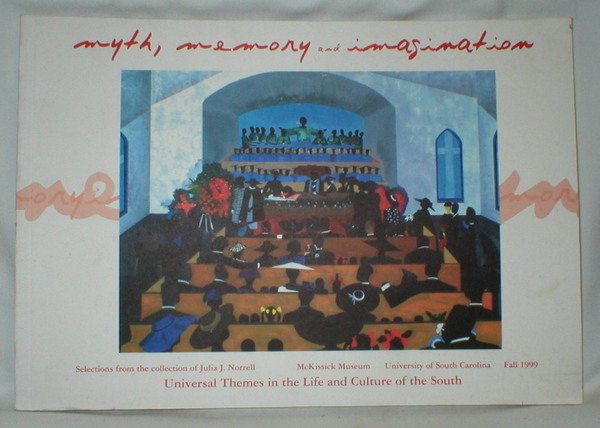 myth, memory and imagination
Selections from the collection of Julia J. Norrell McKissick Museum University of South Carolina Fall 1999
Universal Themes in the Life and Culture of the South